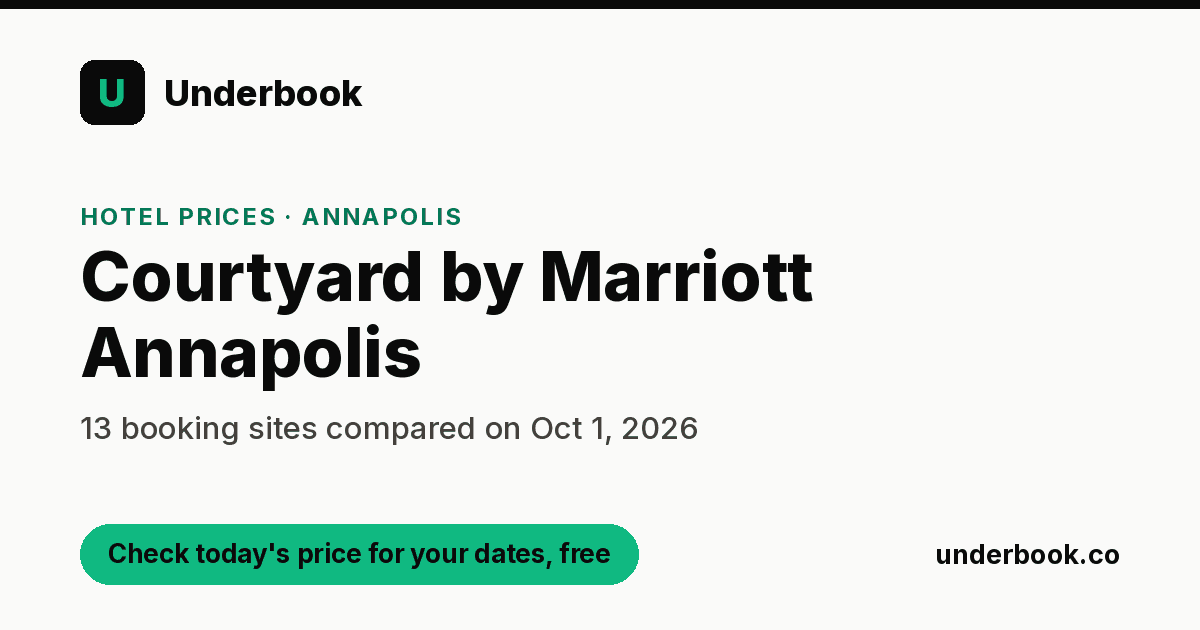 U Underbook
HOTEL PRICES · ANNAPOLIS
Courtyard by Marriott
Annapolis
13 booking sites compared on Oct 1, 2026
Check today's price for your dates, free
underbook.co